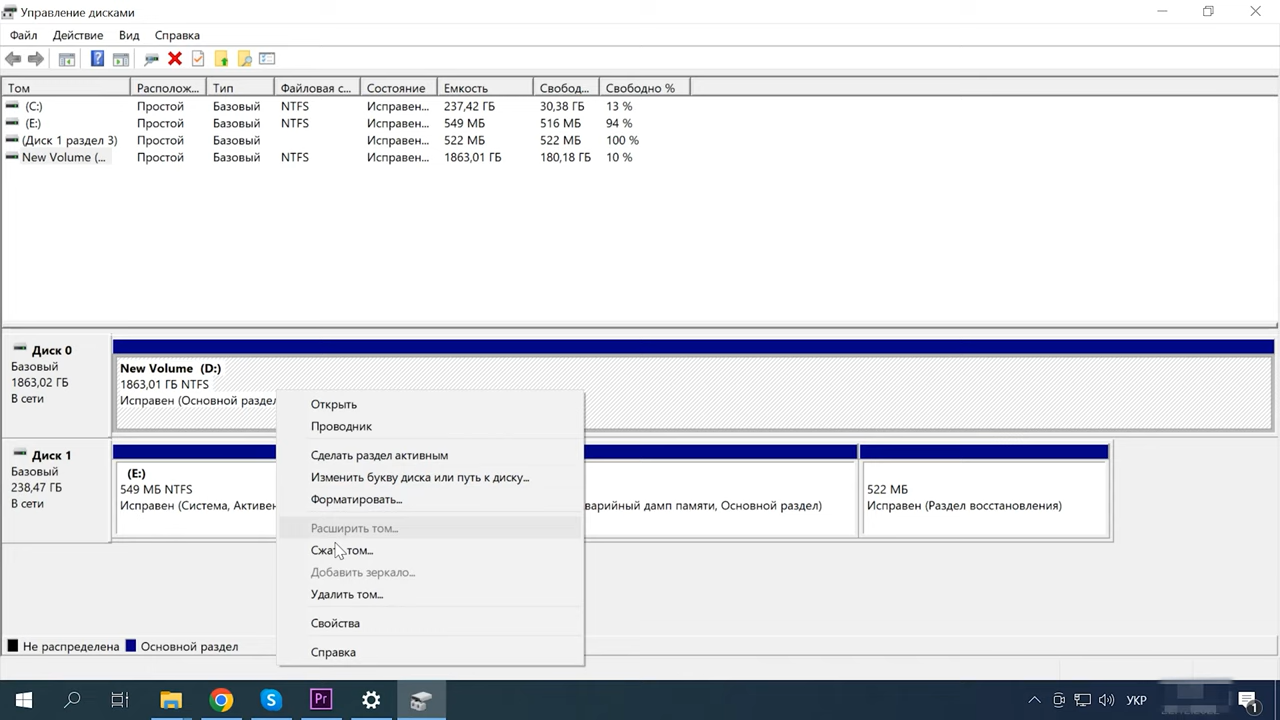 Управление дисками
Файл Действие Вид Справка
Том Располож... Тип Файловая с... Состояние Емкость Свобод... Свободно %
(C:) Простой Базовый NTFS Исправен... 237,42 ГБ 30,38 ГБ 13 %
(E:) Простой Базовый NTFS Исправен... 549 МБ 516 МБ 94 %
(Диск 1 раздел 3) Простой Базовый Исправен... 522 МБ 522 МБ 100 %
New Volume (... Простой Базовый NTFS Исправен... 1863,01 ГБ 180,18 ГБ 10 %
Диск 0
Базовый
1863,02 ГБ
В сети
New Volume (D:)
1863,01 ГБ NTFS
Исправен (Основной раздел
Открыть
Проводник
Сделать раздел активным
Изменить букву диска или путь к диску...
Форматировать...
Расширить том...
Сжать том...
Добавить зеркало...
Удалить том...
Свойства
Справка
Диск 1
Базовый
238,47 ГБ
В сети
(E:)
549 МБ NTFS
Исправен (Система, Активен
варийный дамп памяти, Основной раздел)
522 МБ
Исправен (Раздел восстановления)
Не распределена Основной раздел
Pr
УКР
1